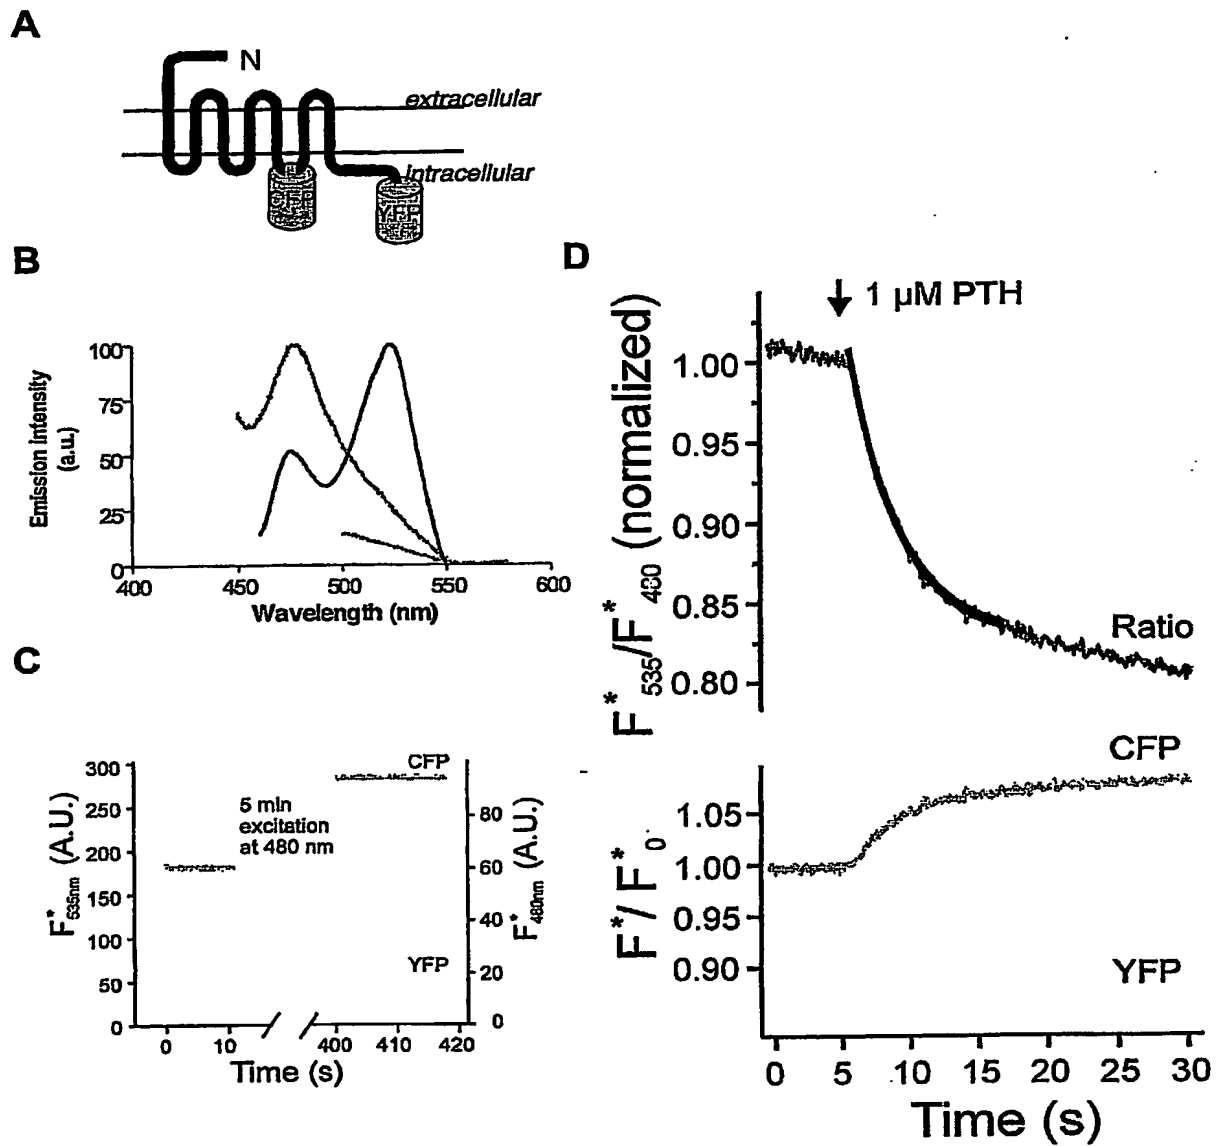 A
N
extracellular
intracellular
CFP
YFP
B
Emission intensity
(a.u.)
100
75
50
25
0
400
450
500
550
600
Wavelength (nm)
C
F*535nm (A.U.)
300
250
200
150
100
50
0
5 min
excitation
at 480 nm
CFP
YFP
80
60
40
20
0
F*480nm (A.U.)
0
10
400
410
420
Time (s)
D
1 µM PTH
F*535/F*480 (normalized)
1.00
0.95
0.90
0.85
0.80
Ratio
CFP
F*/F*0
1.05
1.00
0.95
0.90
YFP
0
5
10
15
20
25
30
Time (s)